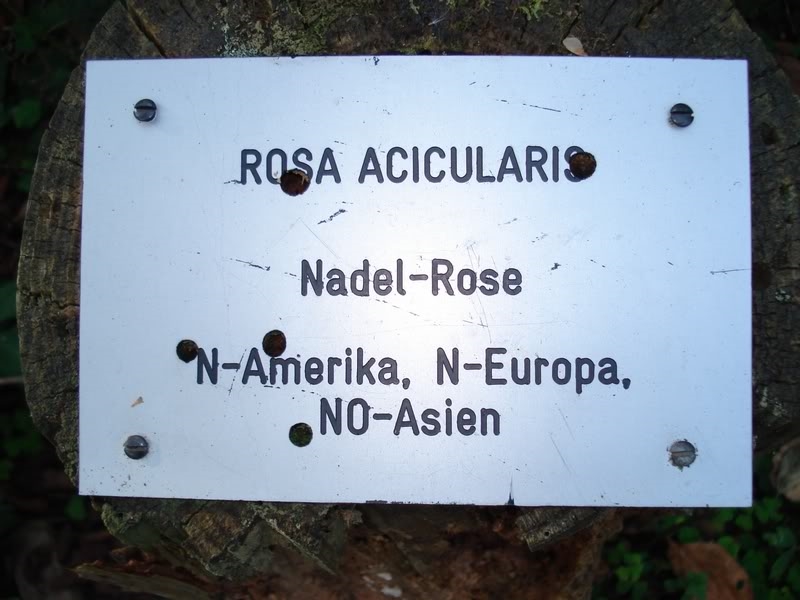 ROSA ACICULARIS
Nadel-Rose
N-Amerika, N-Europa,
NO-Asien